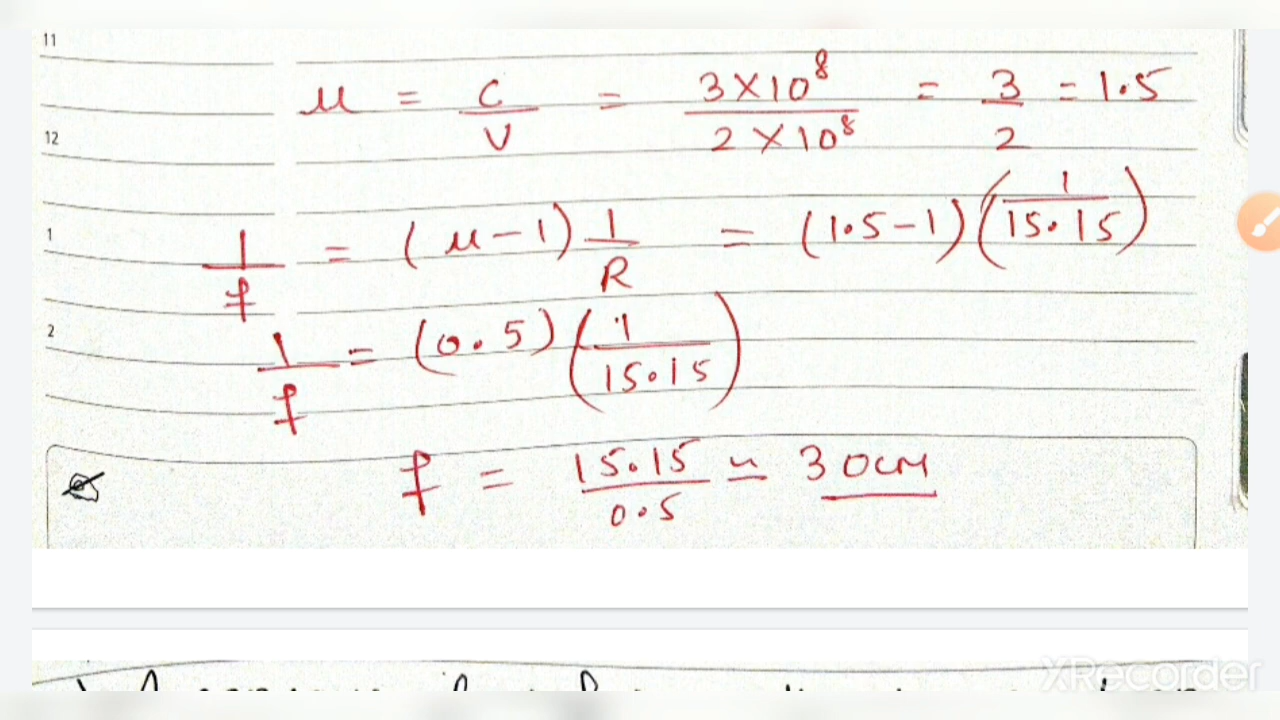 11
μ = c/v = 3×10⁸/2×10⁸ = 3/2 = 1.5
12
1
1/f = (μ-1) 1/R = (1.5-1)(1/15.15)
2
1/f = (0.5)(1/15.15)
f = 15.15/0.5 ≃ 30cm
XRecorder